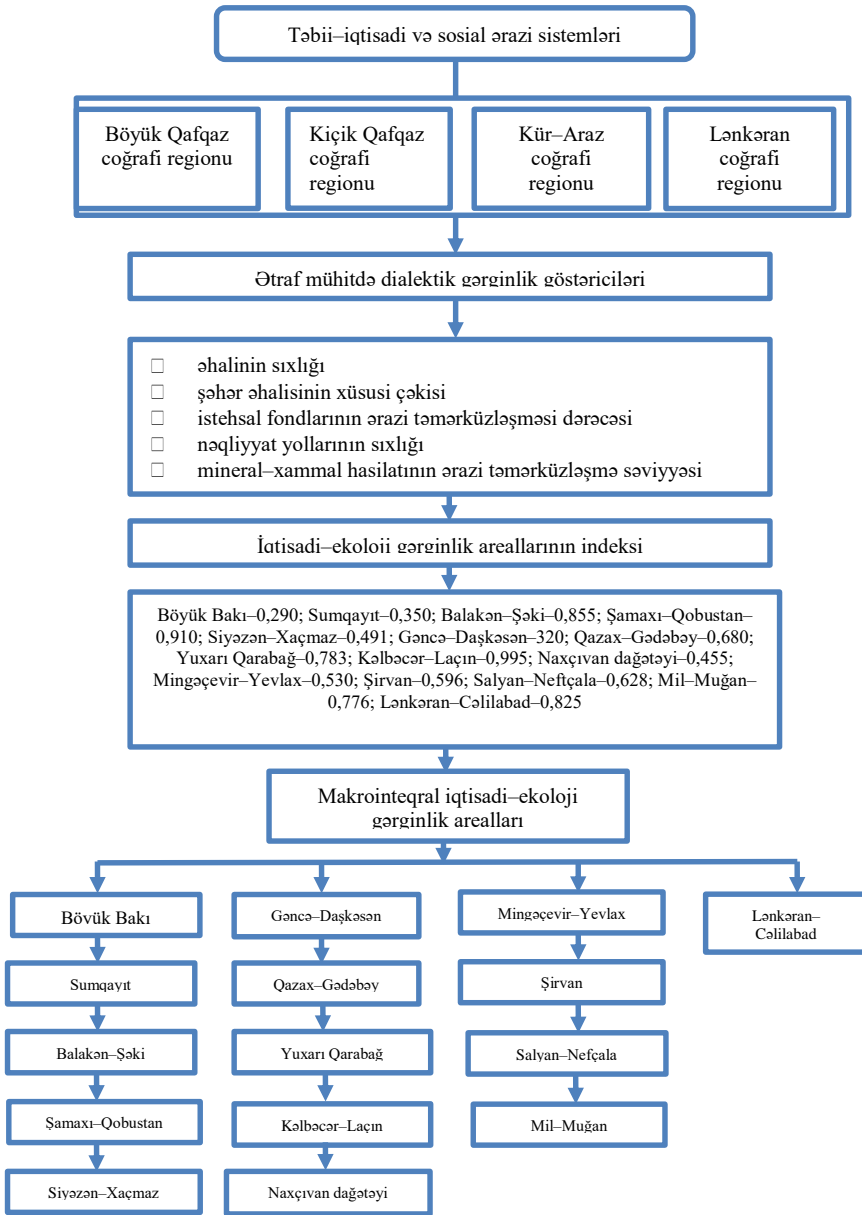 Təbii–iqtisadi və sosial ərazi sistemləri
Böyük Qafqaz
coğrafi regionu
Kiçik Qafqaz
coğrafi
regionu
Kür–Araz
coğrafi
regionu
Lənkəran
coğrafi
regionu
Ətraf mühitdə dialektik gərginlik göstəriciləri
□ əhalinin sıxlığı
□ şəhər əhalisinin xüsusi çəkisi
□ istehsal fondlarının ərazi təmərküzləşməsi dərəcəsi
□ nəqliyyat yollarının sıxlığı
□ mineral–xammal hasilatının ərazi təmərküzləşmə səviyyəsi
İqtisadi–ekoloji gərginlik areallarının indeksi
Böyük Bakı–0,290; Sumqayıt–0,350; Balakən–Şəki–0,855; Şamaxı–Qobustan–
0,910; Siyəzən–Xaçmaz–0,491; Gəncə–Daşkəsən–320; Qazax–Gədəbəy–0,680;
Yuxarı Qarabağ–0,783; Kəlbəcər–Laçın–0,995; Naxçıvan dağətəyi–0,455;
Mingəçevir–Yevlax–0,530; Şirvan–0,596; Salyan–Neftçala–0,628; Mil–Muğan–
0,776; Lənkəran–Cəlilabad–0,825
Makrointeqral iqtisadi–ekoloji
gərginlik arealları
Böyük Bakı
Sumqayıt
Balakən–Şəki
Şamaxı–Qobustan
Siyəzən–Xaçmaz
Gəncə–Daşkəsən
Qazax–Gədəbəy
Yuxarı Qarabağ
Kəlbəcər–Laçın
Naxçıvan dağətəyi
Mingəçevir–Yevlax
Şirvan
Salyan–Nefçala
Mil–Muğan
Lənkəran–
Cəlilabad